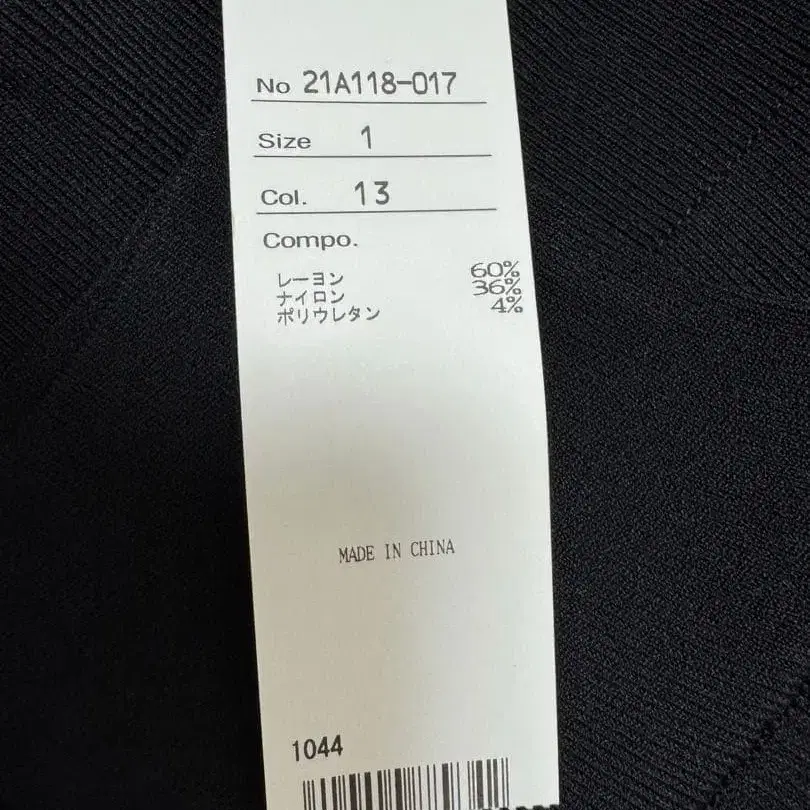 No 21A118-017
Size 1
Col. 13
Compo.
レーヨン 60%
ナイロン 36%
ポリウレタン 4%
MADE IN CHINA
1044